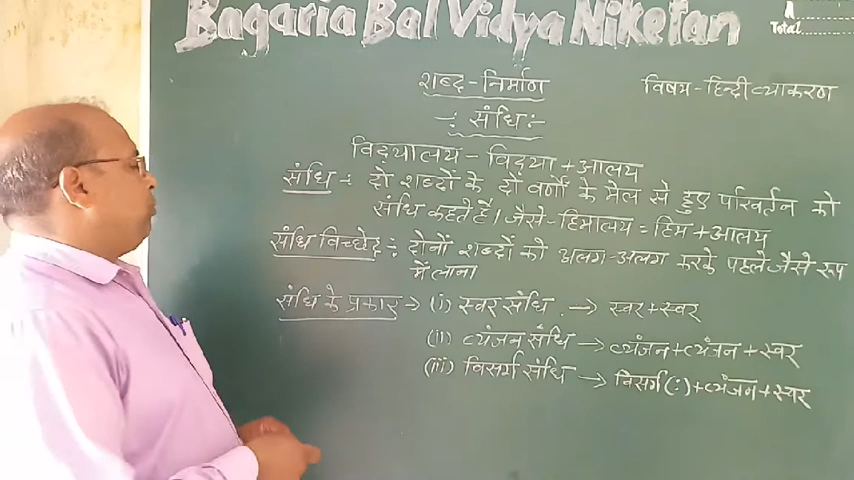 Bagaria Bal Vidya Niketan
Total
शब्द-निर्माण
विषय-हिन्दी व्याकरण
-: संधि:-
विद्यालय - विद्या + आलय
संधि :- दो शब्दों के दो वर्णों के मेल से हुए परिवर्तन को
संधि कहते हैं। जैसे - हिमालय = हिम + आलय
संधि विच्छेद :- दोनों शब्दों को अलग-अलग करके पहले जैसे रूप
में लाना
संधि के प्रकार → (i) स्वर संधि . → स्वर + स्वर
(ii) व्यंजन संधि → व्यंजन + व्यंजन + स्वर
(iii) विसर्ग संधि → विसर्ग (:) + व्यंजन + स्वर